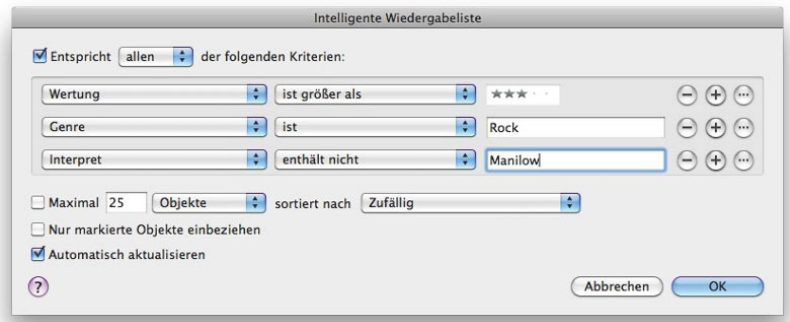 Intelligente Wiedergabeliste
Entspricht allen der folgenden Kriterien:
Wertung ist größer als ★★★··
Genre ist Rock
Interpret enthält nicht Manilow
Maximal 25 Objekte sortiert nach Zufällig
Nur markierte Objekte einbeziehen
Automatisch aktualisieren
? Abbrechen OK